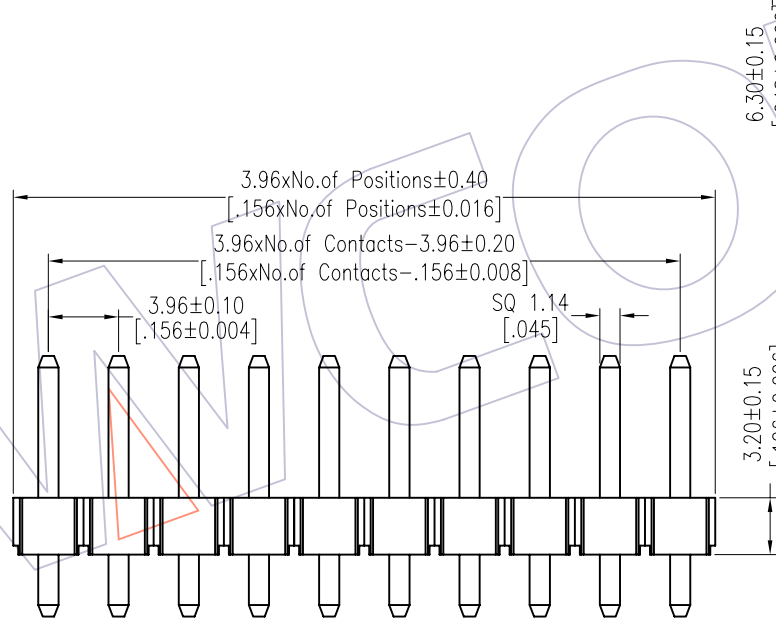 6.30±0.15
3.96xNo.of Positions±0.40
[.156xNo.of Positions±0.016]
3.96xNo.of Contacts-3.96±0.20
[.156xNo.of Contacts-.156±0.008]
3.96±0.10
[.156±0.004]
SQ 1.14
[.045]
3.20±0.15
WCO